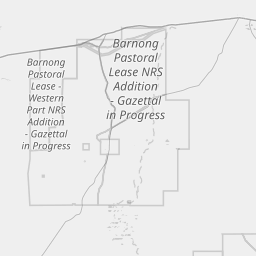 Barnong
Pastoral
Lease NRS
Addition
- Gazettal
in Progress
Barnong
Pastoral
Lease -
Western
Part NRS
Addition
- Gazettal
in Progress